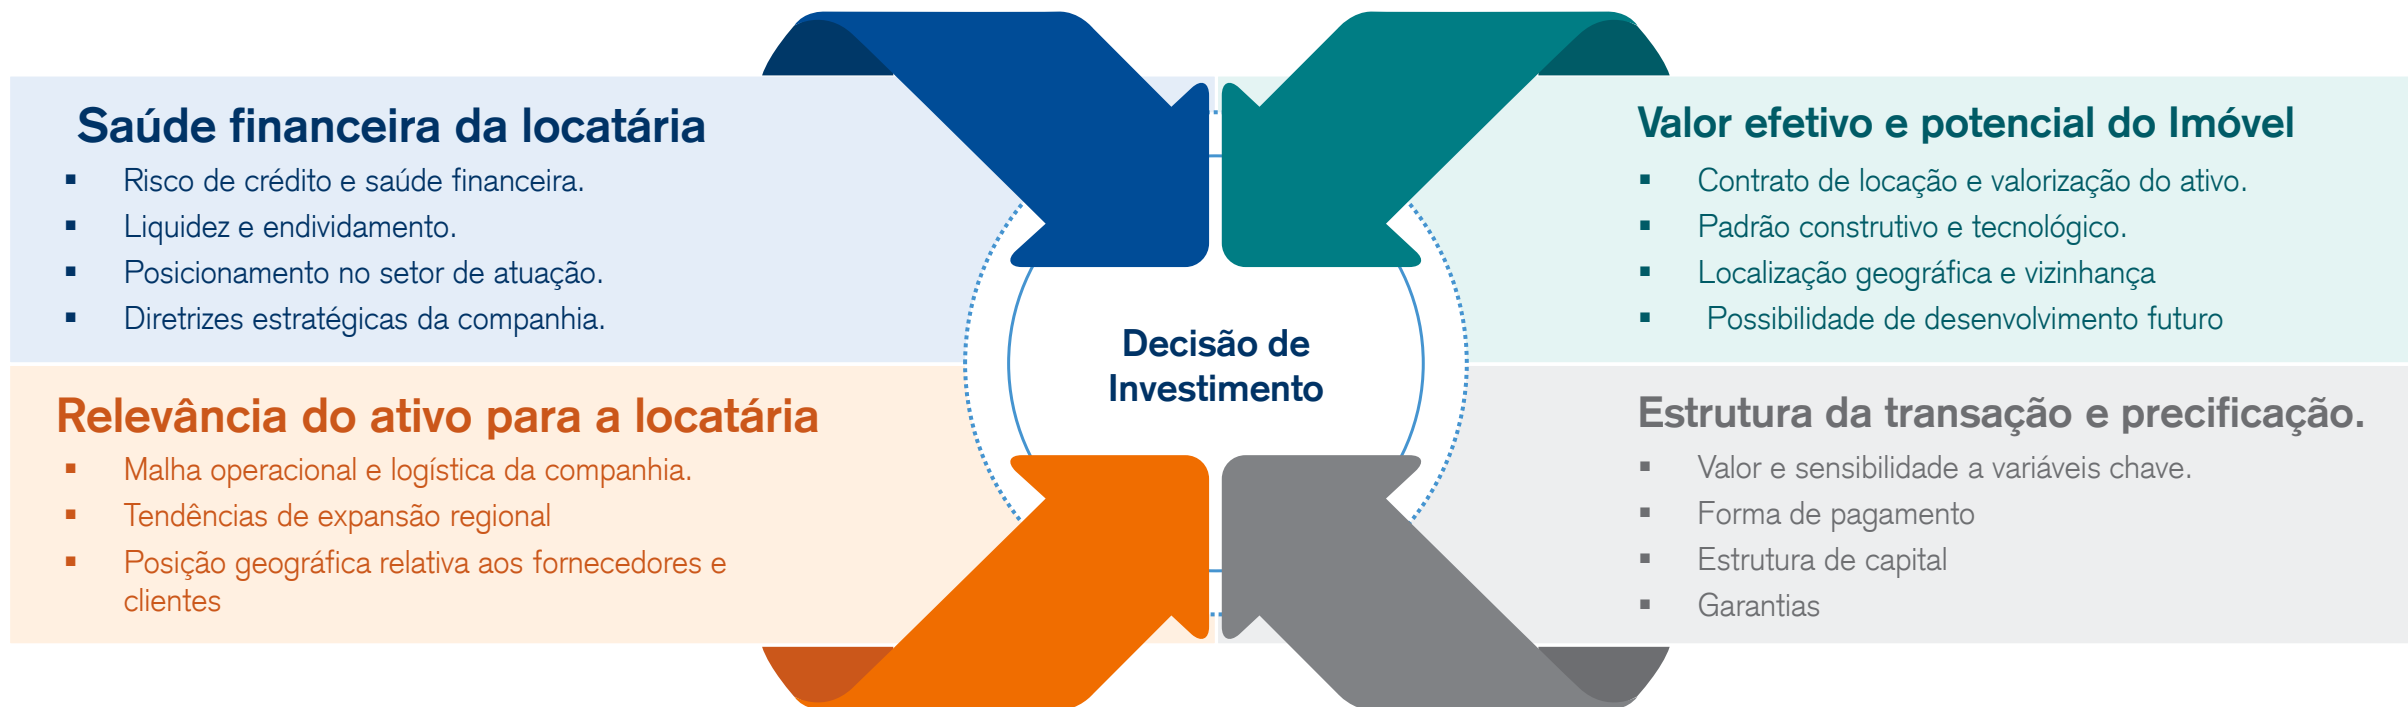 Saúde financeira da locatária
▪ Risco de crédito e saúde financeira.
▪ Liquidez e endividamento.
▪ Posicionamento no setor de atuação.
▪ Diretrizes estratégicas da companhia.
Valor efetivo e potencial do Imóvel
▪ Contrato de locação e valorização do ativo.
▪ Padrão construtivo e tecnológico.
▪ Localização geográfica e vizinhança
▪ Possibilidade de desenvolvimento futuro
Decisão de
Investimento
Relevância do ativo para a locatária
▪ Malha operacional e logística da companhia.
▪ Tendências de expansão regional
▪ Posição geográfica relativa aos fornecedores e
clientes
Estrutura da transação e precificação.
▪ Valor e sensibilidade a variáveis chave.
▪ Forma de pagamento
▪ Estrutura de capital
▪ Garantias